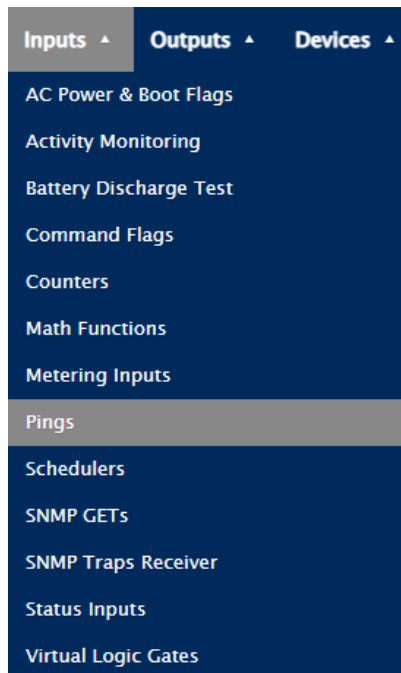 Inputs ▲ Outputs ▲ Devices ▲
AC Power & Boot Flags
Activity Monitoring
Battery Discharge Test
Command Flags
Counters
Math Functions
Metering Inputs
Pings
Schedulers
SNMP GETs
SNMP Traps Receiver
Status Inputs
Virtual Logic Gates